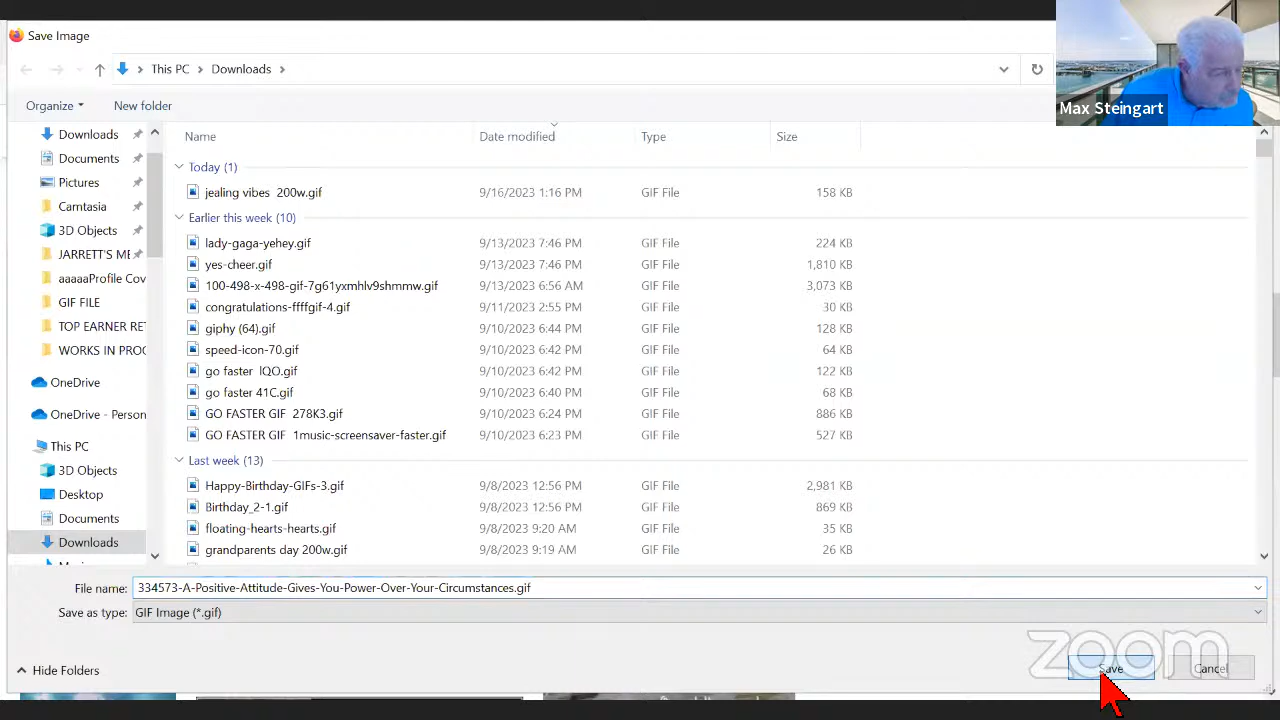 Save Image
This PC
Downloads
Max Steingart
Organize
New folder
Downloads
Documents
Pictures
Camtasia
3D Objects
JARRETT'S ME
aaaaaProfile Cov
GIF FILE
TOP EARNER RET
WORKS IN PROC
OneDrive
OneDrive - Person
This PC
3D Objects
Desktop
Documents
Downloads
Name Date modified Type Size
Today (1)
jealing vibes 200w.gif 9/16/2023 1:16 PM GIF File 158 KB
Earlier this week (10)
lady-gaga-yehey.gif 9/13/2023 7:46 PM GIF File 224 KB
yes-cheer.gif 9/13/2023 7:46 PM GIF File 1,810 KB
100-498-x-498-gif-7g61yxmhlv9shmmw.gif 9/13/2023 6:56 AM GIF File 3,073 KB
congratulations-ffffgif-4.gif 9/11/2023 2:55 PM GIF File 30 KB
giphy (64).gif 9/10/2023 6:44 PM GIF File 128 KB
speed-icon-70.gif 9/10/2023 6:42 PM GIF File 64 KB
go faster lQO.gif 9/10/2023 6:42 PM GIF File 122 KB
go faster 41C.gif 9/10/2023 6:40 PM GIF File 68 KB
GO FASTER GIF 278K3.gif 9/10/2023 6:24 PM GIF File 886 KB
GO FASTER GIF 1music-screensaver-faster.gif 9/10/2023 6:23 PM GIF File 527 KB
Last week (13)
Happy-Birthday-GIFs-3.gif 9/8/2023 12:56 PM GIF File 2,981 KB
Birthday_2-1.gif 9/8/2023 12:56 PM GIF File 869 KB
floating-hearts-hearts.gif 9/8/2023 9:20 AM GIF File 35 KB
grandparents day 200w.gif 9/8/2023 9:19 AM GIF File 26 KB
File name: 334573-A-Positive-Attitude-Gives-You-Power-Over-Your-Circumstances.gif
Save as type: GIF Image (*.gif)
zoom
Hide Folders
Save
Cancel